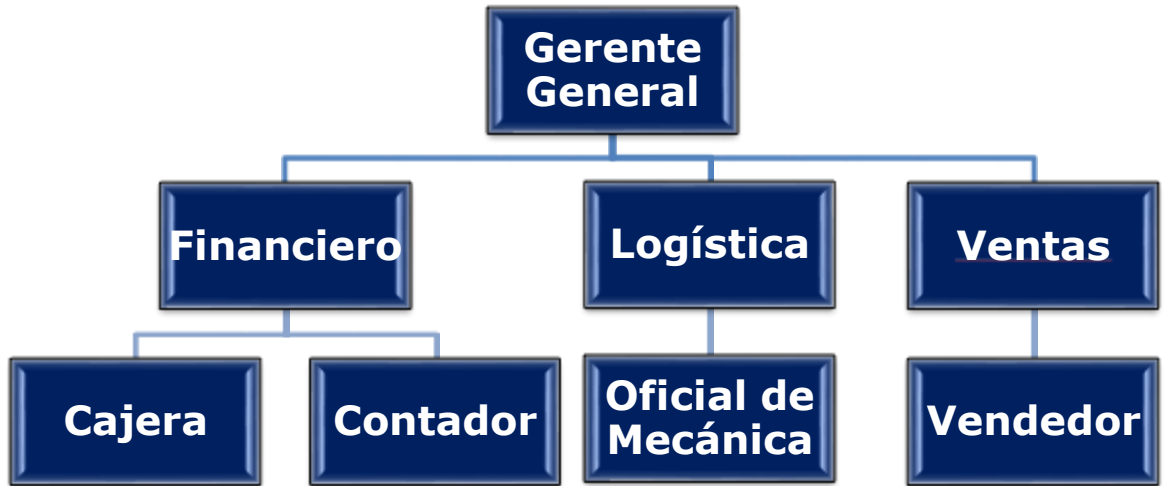 Gerente
General
Financiero
Logística
Ventas
Cajera
Contador
Oficial de
Mecánica
Vendedor